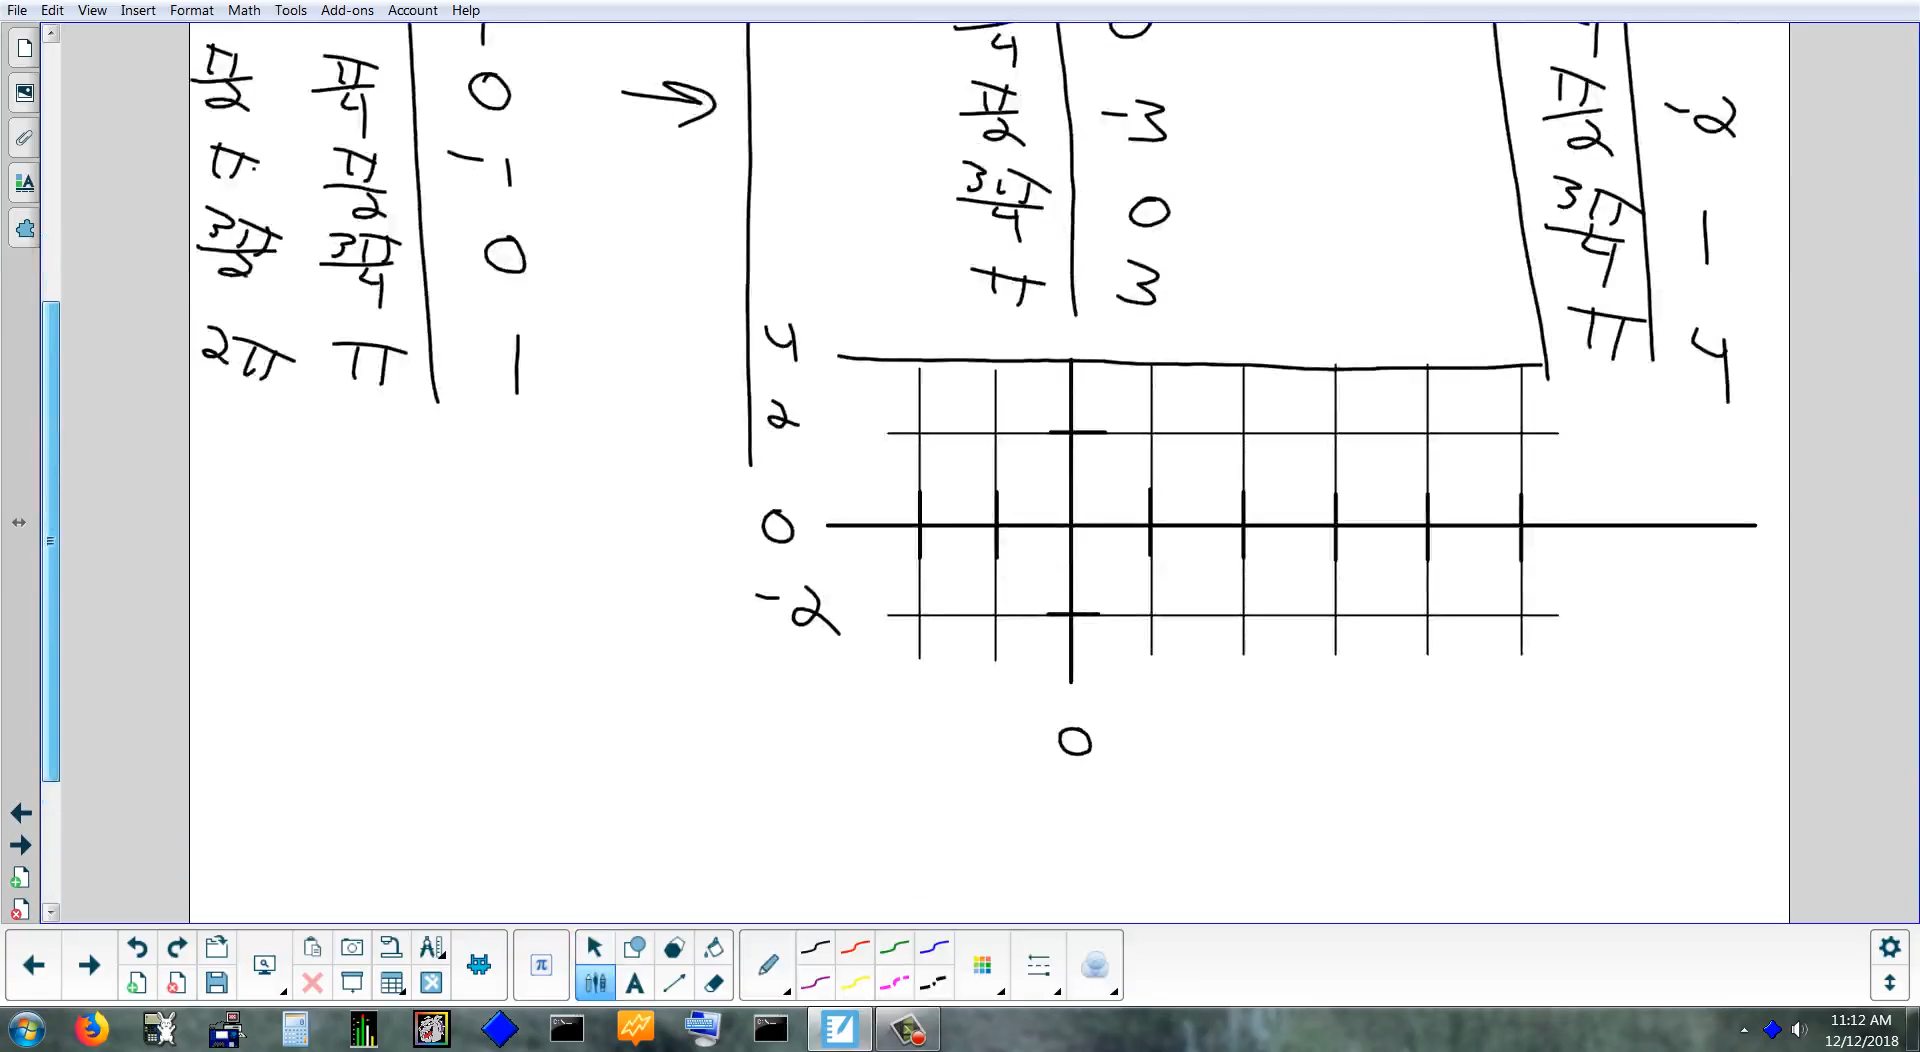 File Edit View Insert Format Math Tools Add-ons Account Help
π/2 π/4 0
π π/2 -1
3π/2 3π/4 0
2π π 1
4 0
π/2 -3
3π/4 0
π 3
π/2 -2
3π/4 1
π 4
4
2
0
-2
0
π
A
11:12 AM
12/12/2018